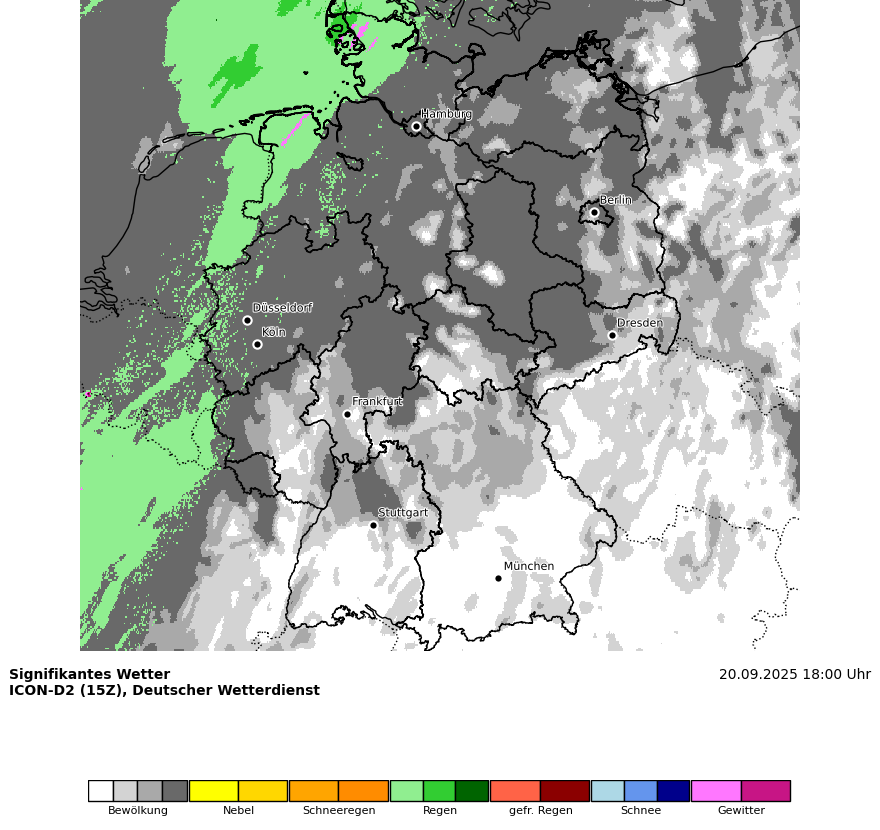 Hamburg
Berlin
Düsseldorf
Köln
Dresden
Frankfurt
Stuttgart
München
Signifikantes Wetter
20.09.2025 18:00 Uhr
ICON-D2 (15Z), Deutscher Wetterdienst
Bewölkung Nebel Schneeregen Regen gefr. Regen Schnee Gewitter